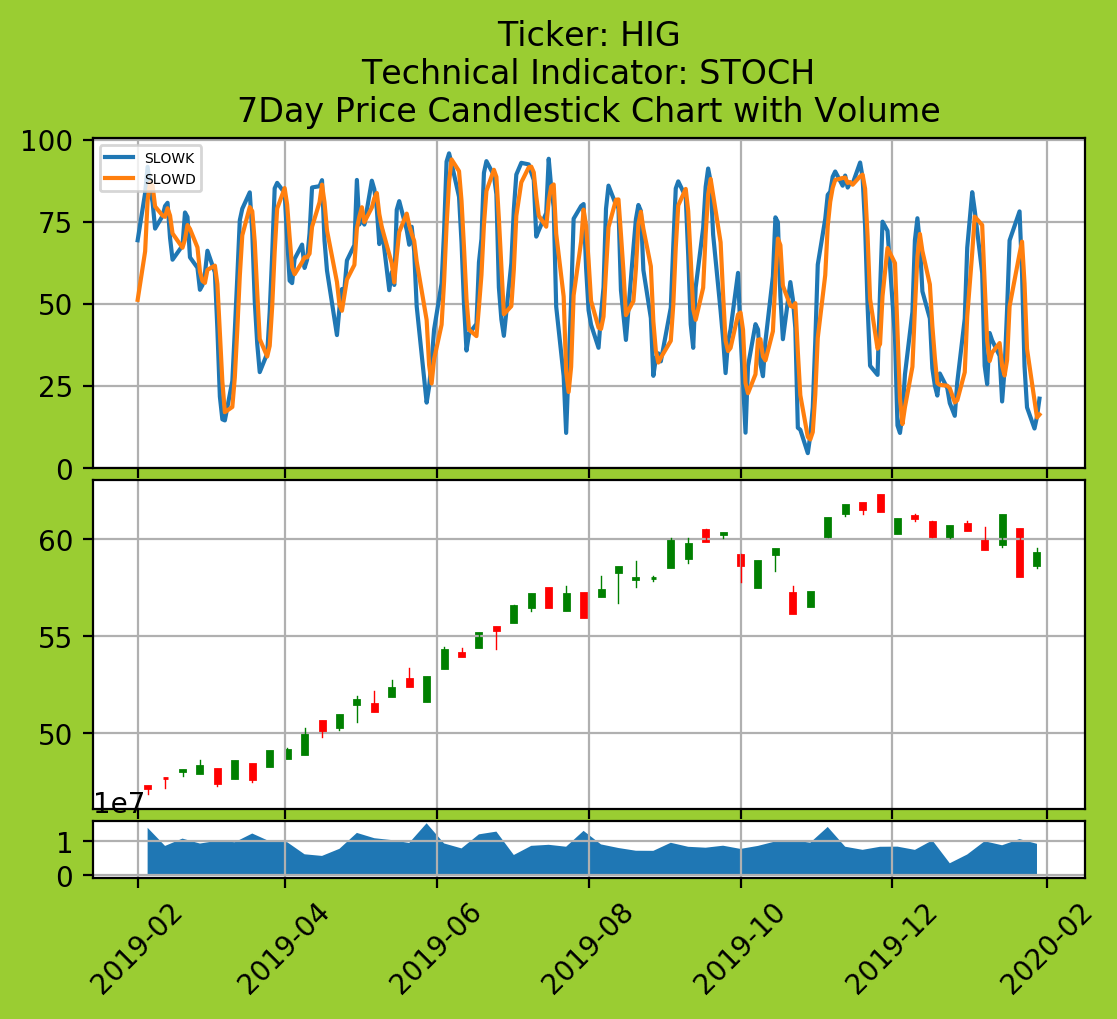 Ticker: HIG
Technical Indicator: STOCH
7Day Price Candlestick Chart with Volume
100
SLOWK
SLOWD
75
50
25
0
60
55
50
1e7
1
0
2019-02
2019-04
2019-06
2019-08
2019-10
2019-12
2020-02